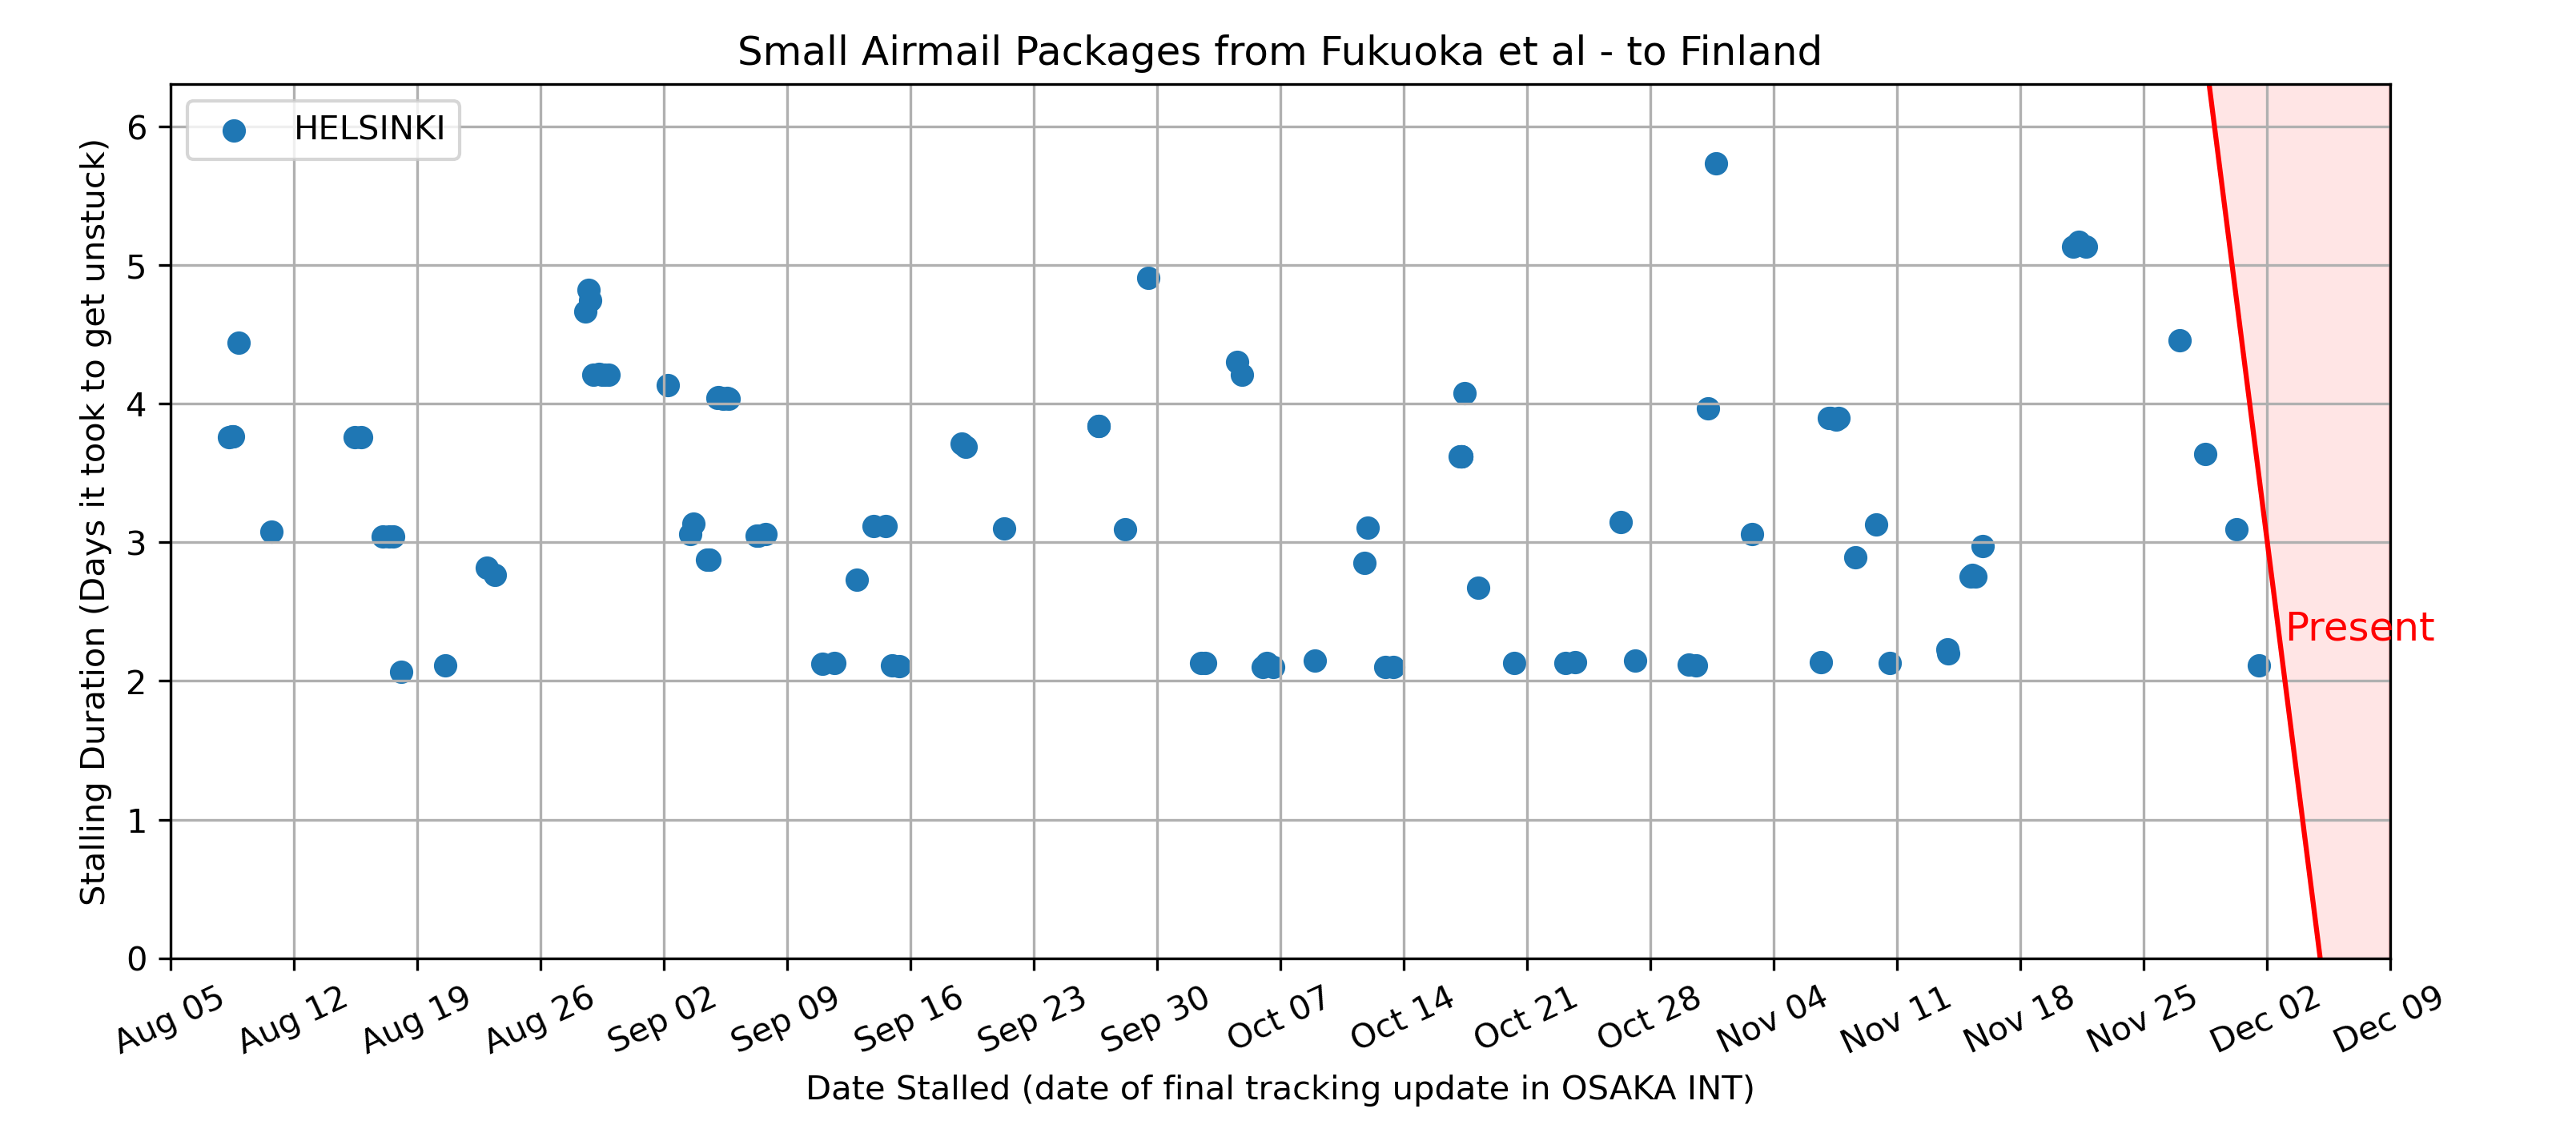 Small Airmail Packages from Fukuoka et al - to Finland
HELSINKI
Stalling Duration (Days it took to get unstuck)
6
5
4
3
2
1
0
Present
Aug 05
Aug 12
Aug 19
Aug 26
Sep 02
Sep 09
Sep 16
Sep 23
Sep 30
Oct 07
Oct 14
Oct 21
Oct 28
Nov 04
Nov 11
Nov 18
Nov 25
Dec 02
Dec 09
Date Stalled (date of final tracking update in OSAKA INT)